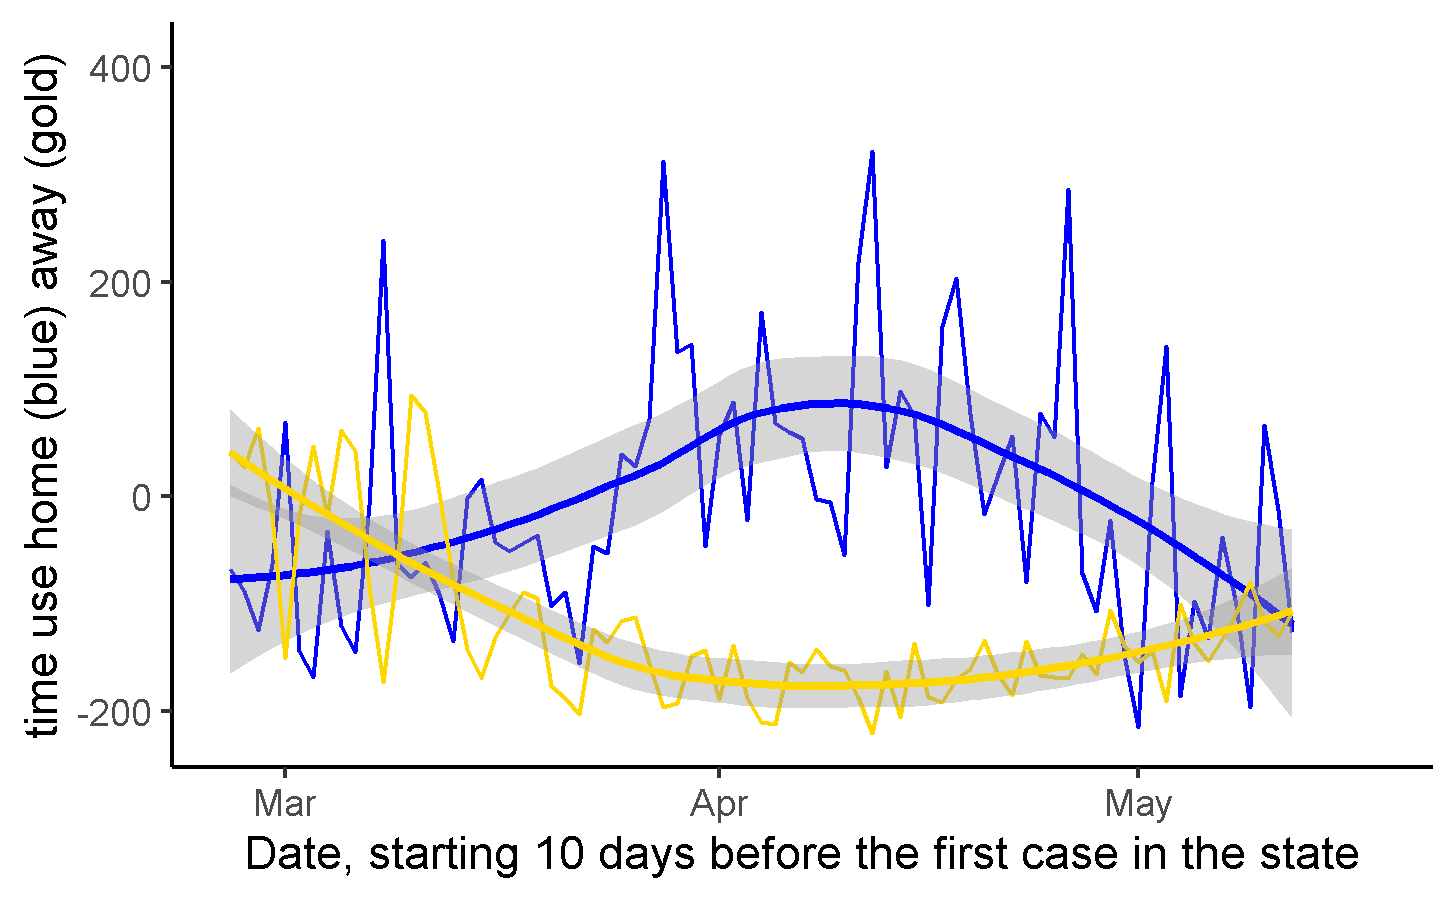 time use home (blue) away (gold)
400
200
0
-200
Mar
Apr
May
Date, starting 10 days before the first case in the state